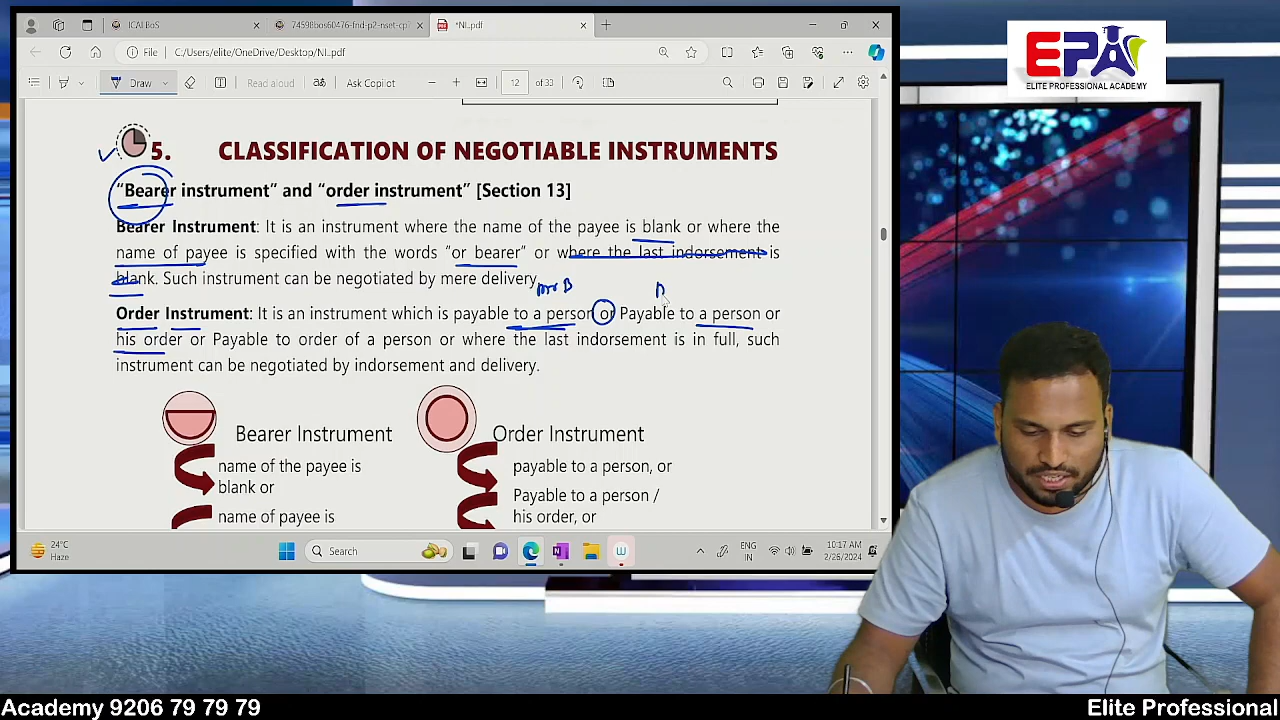 ICAI BoS
74598bos60476-fnd-p2-nset-cp
*NI.pdf
File
C:/Users/elite/OneDrive/Desktop/NI.pdf
Draw
Read aloud
12
of 33
EPA
ELITE PROFESSIONAL ACADEMY
5. CLASSIFICATION OF NEGOTIABLE INSTRUMENTS
“Bearer instrument” and “order instrument” [Section 13]
Bearer Instrument: It is an instrument where the name of the payee is blank or where the
name of payee is specified with the words “or bearer” or where the last indorsement is
blank. Such instrument can be negotiated by mere delivery.
Order Instrument: It is an instrument which is payable to a person or Payable to a person or
his order or Payable to order of a person or where the last indorsement is in full, such
instrument can be negotiated by indorsement and delivery.
Bearer Instrument
Order Instrument
name of the payee is
blank or
name of payee is
payable to a person, or
Payable to a person /
his order, or
24°C
Haze
Search
ENG
IN
10:17 AM
2/26/2024
Academy 9206 79 79 79
Elite Professional